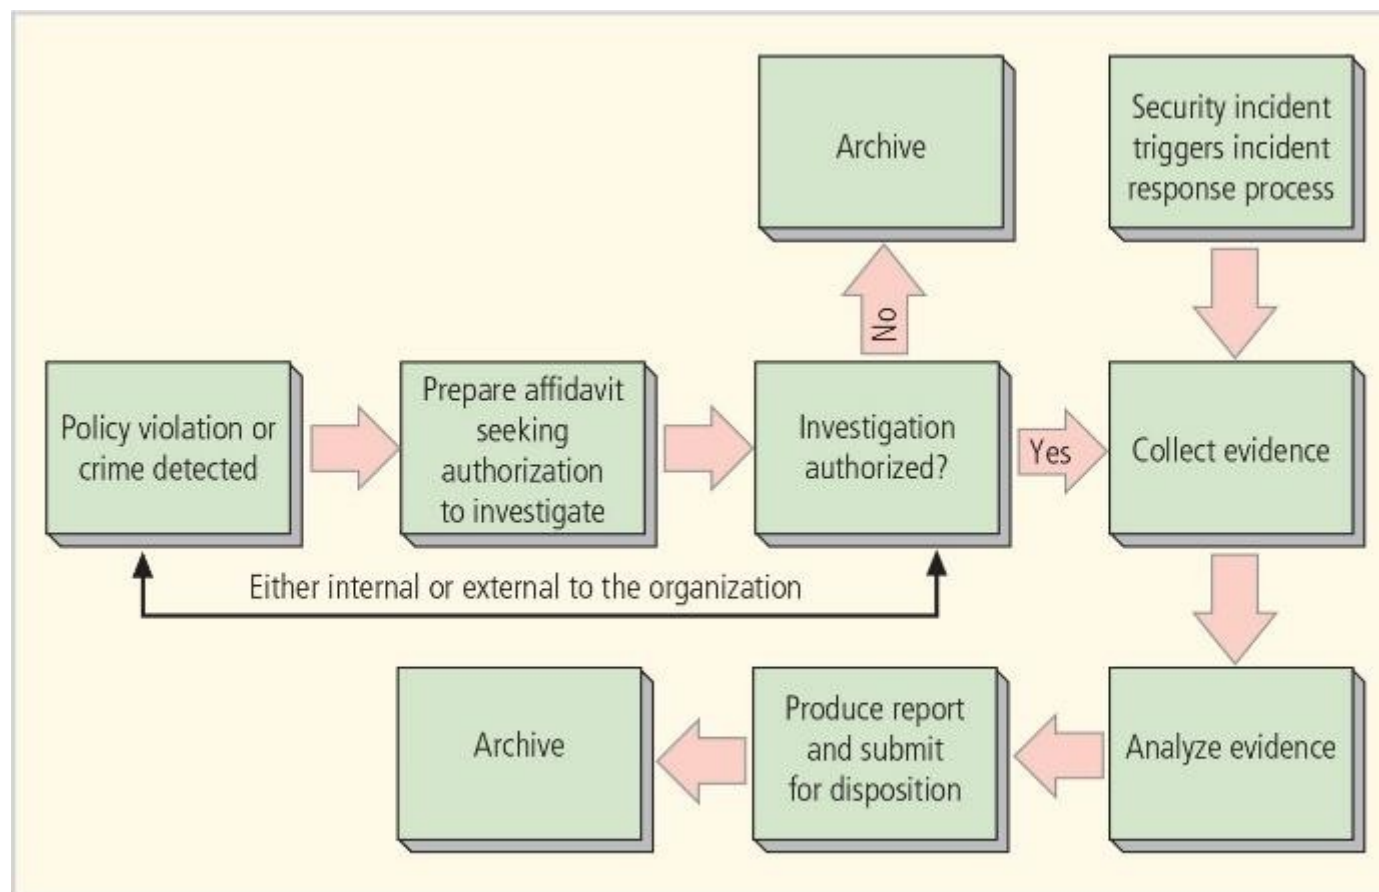 Archive
Security incident
triggers incident
response process
No
Policy violation or
crime detected
Prepare affidavit
seeking
authorization
to investigate
Investigation
authorized?
Yes
Collect evidence
Either internal or external to the organization
Archive
Produce report
and submit
for disposition
Analyze evidence